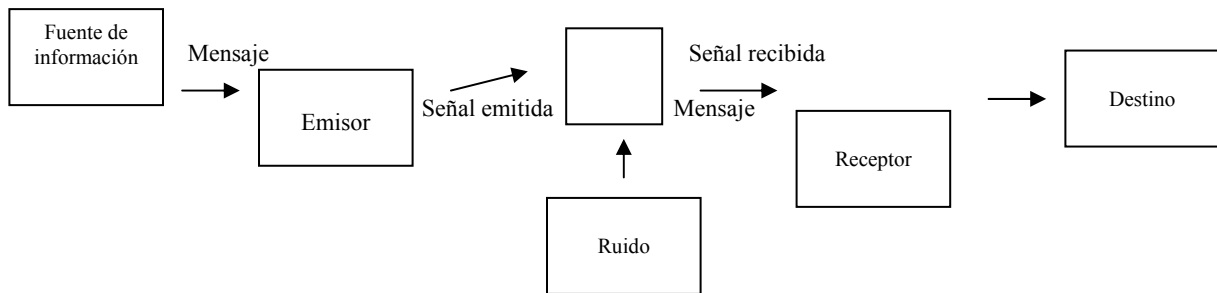 Fuente de
información
Mensaje
Emisor
Señal emitida
Señal recibida
Mensaje
Receptor
Destino
Ruido